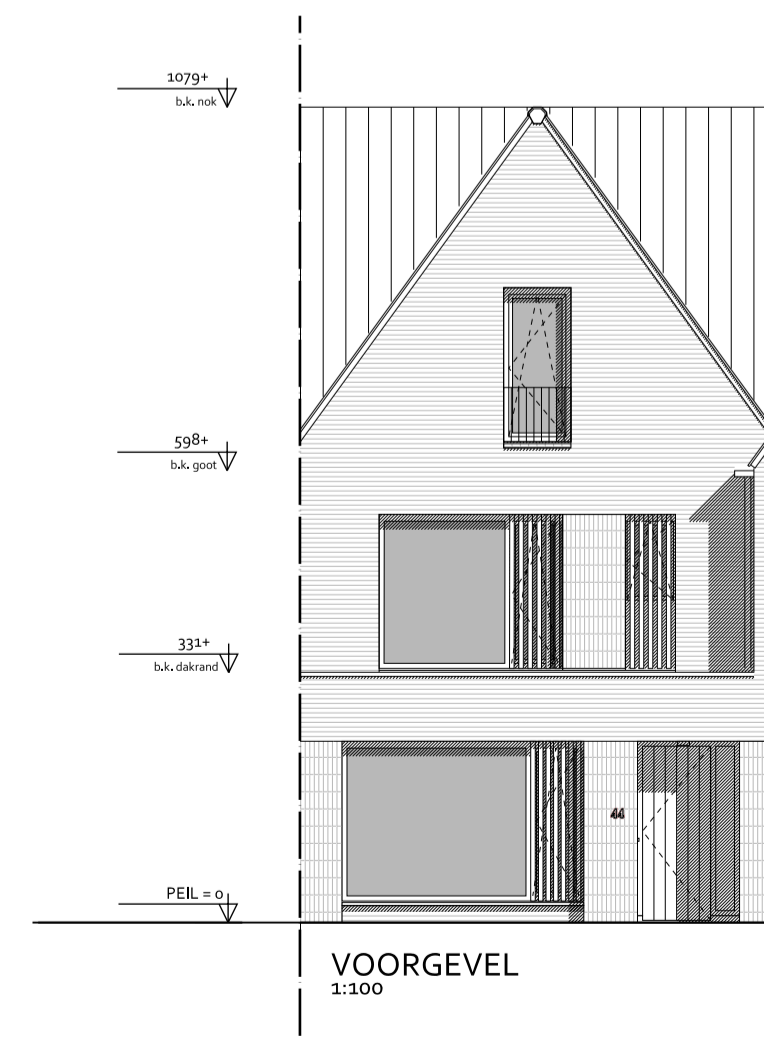 1079+
b.k. nok
598+
b.k. goot
331+
b.k. dakrand
44
PEIL = 0
VOORGEVEL
1:100